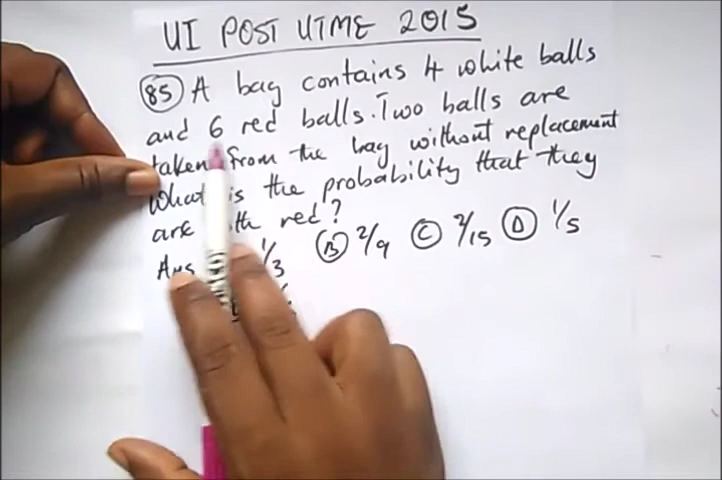 UI POST UTME 2015
85 A bag contains 4 white balls
and 6 red balls. Two balls are
taken from the bag without replacement
What is the probability that they
are red?
Ans 1/3 B 2/9 C 2/15 D 1/5